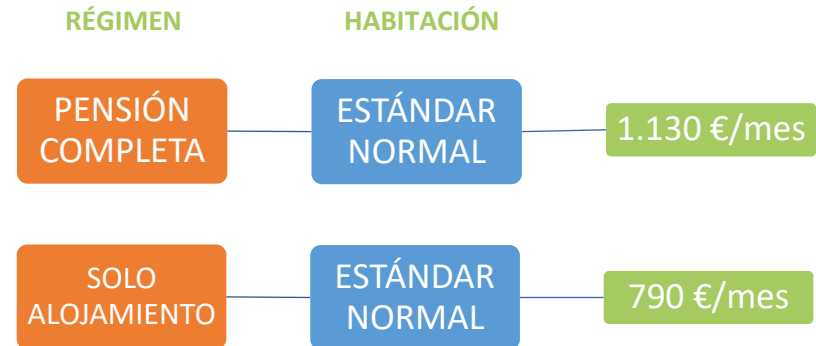 RÉGIMEN
HABITACIÓN
PENSIÓN
COMPLETA
ESTÁNDAR
NORMAL
1.130 €/mes
SOLO
ALOJAMIENTO
ESTÁNDAR
NORMAL
790 €/mes